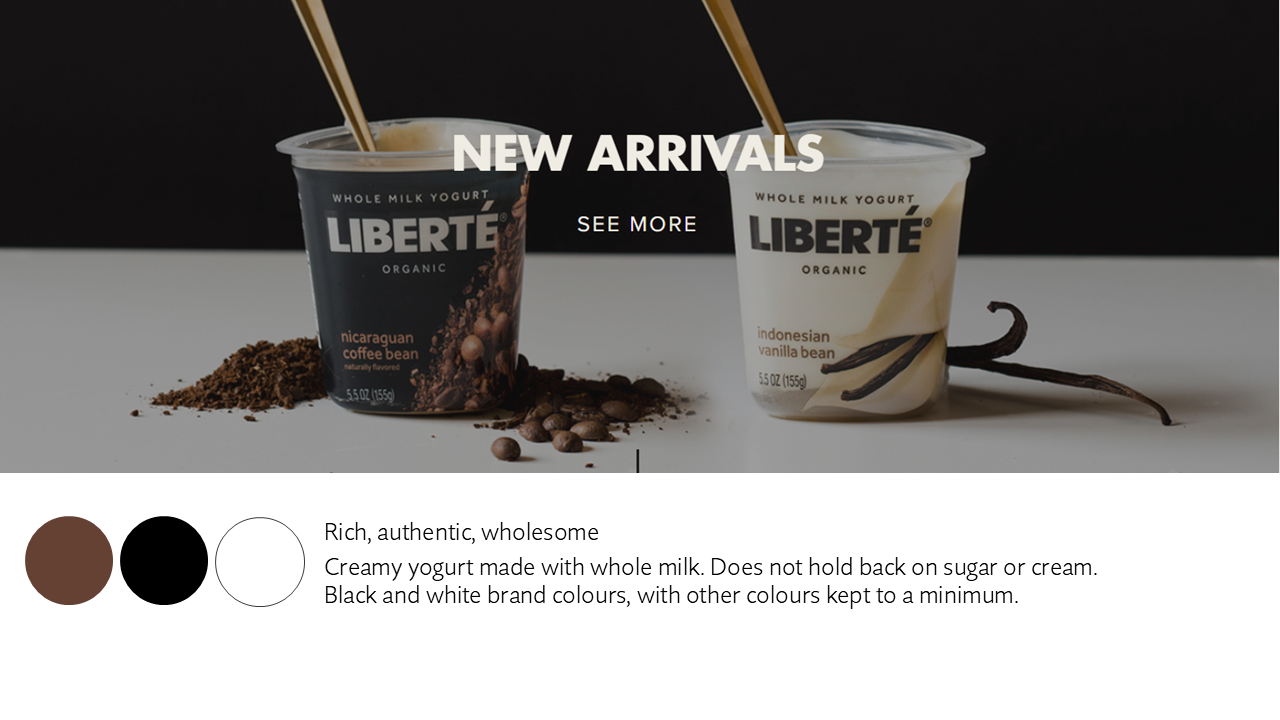 NEW ARRIVALS
SEE MORE
WHOLE MILK YOGURT
LIBERTÉ®
ORGANIC
nicaraguan
coffee bean
naturally flavored
5.5 OZ (155g)
WHOLE MILK YOGURT
LIBERTÉ®
ORGANIC
indonesian
vanilla bean
5.5 OZ (155g)
Rich, authentic, wholesome
Creamy yogurt made with whole milk. Does not hold back on sugar or cream.
Black and white brand colours, with other colours kept to a minimum.